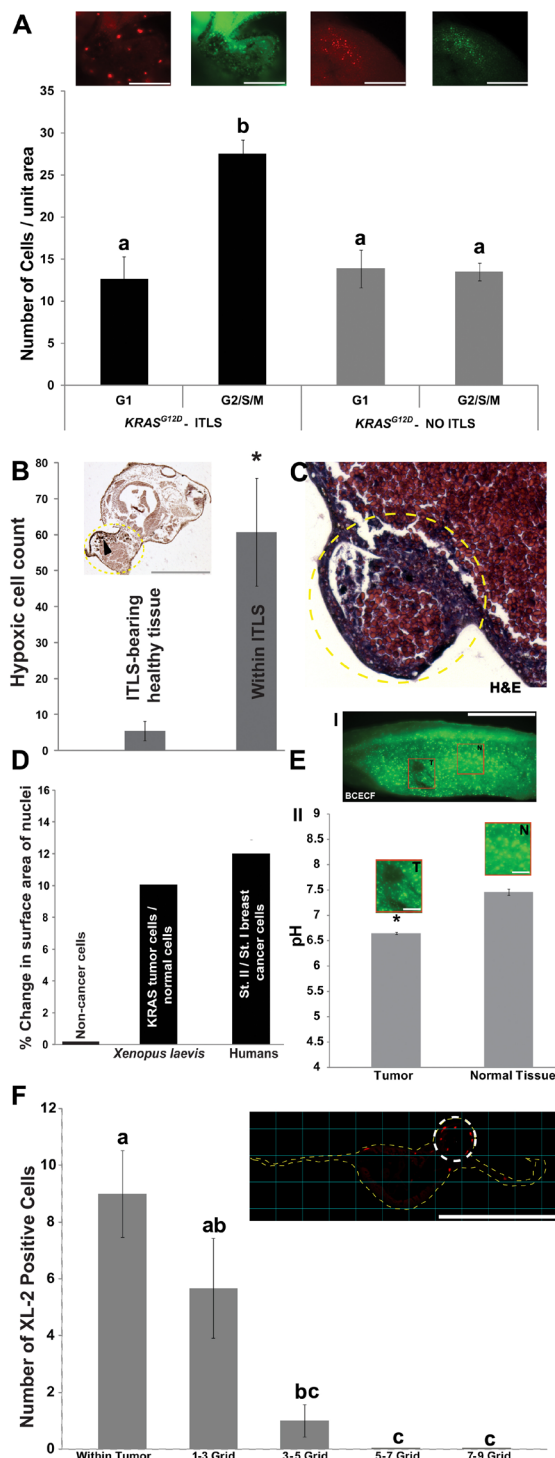 A
Number of Cells / unit area
35
30
25
20
15
10
5
0
a
b
a
a
G1
G2/S/M
G1
G2/S/M
KRASG12D - ITLS
KRASG12D - NO ITLS
B
Hypoxic cell count
80
70
60
50
40
30
20
10
0
ITLS-bearing
healthy tissue
*
Within ITLS
C
H&E
D
% Change in surface area of nuclei
14
12
10
8
6
4
2
0
Non-cancer cells
KRAS tumor cells /
normal cells
St. II / St. I breast
cancer cells
Xenopus laevis
Humans
E
I
T
N
BCECF
II
pH
9
8.5
8
7.5
7
6.5
6
5.5
5
4.5
4
T
*
N
Tumor
Normal Tissue
F
Number of XL-2 Positive Cells
12
10
8
6
4
2
0
a
ab
bc
c
c
Within Tumor
1-3 Grid
3-5 Grid
5-7 Grid
7-9 Grid